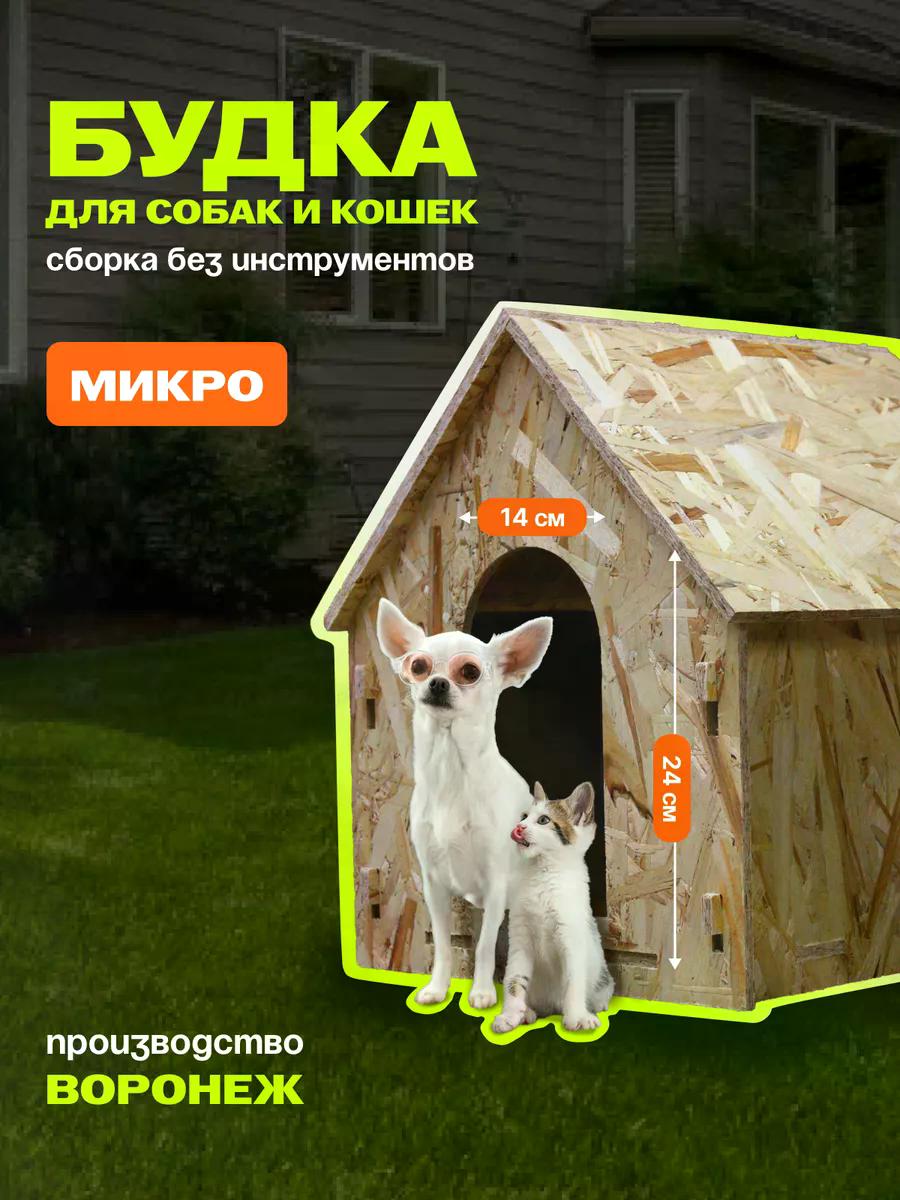 БУДКА
ДЛЯ СОБАК И КОШЕК
сборка без инструментов
МИКРО
14 см
24 см
производство
ВОРОНЕЖ